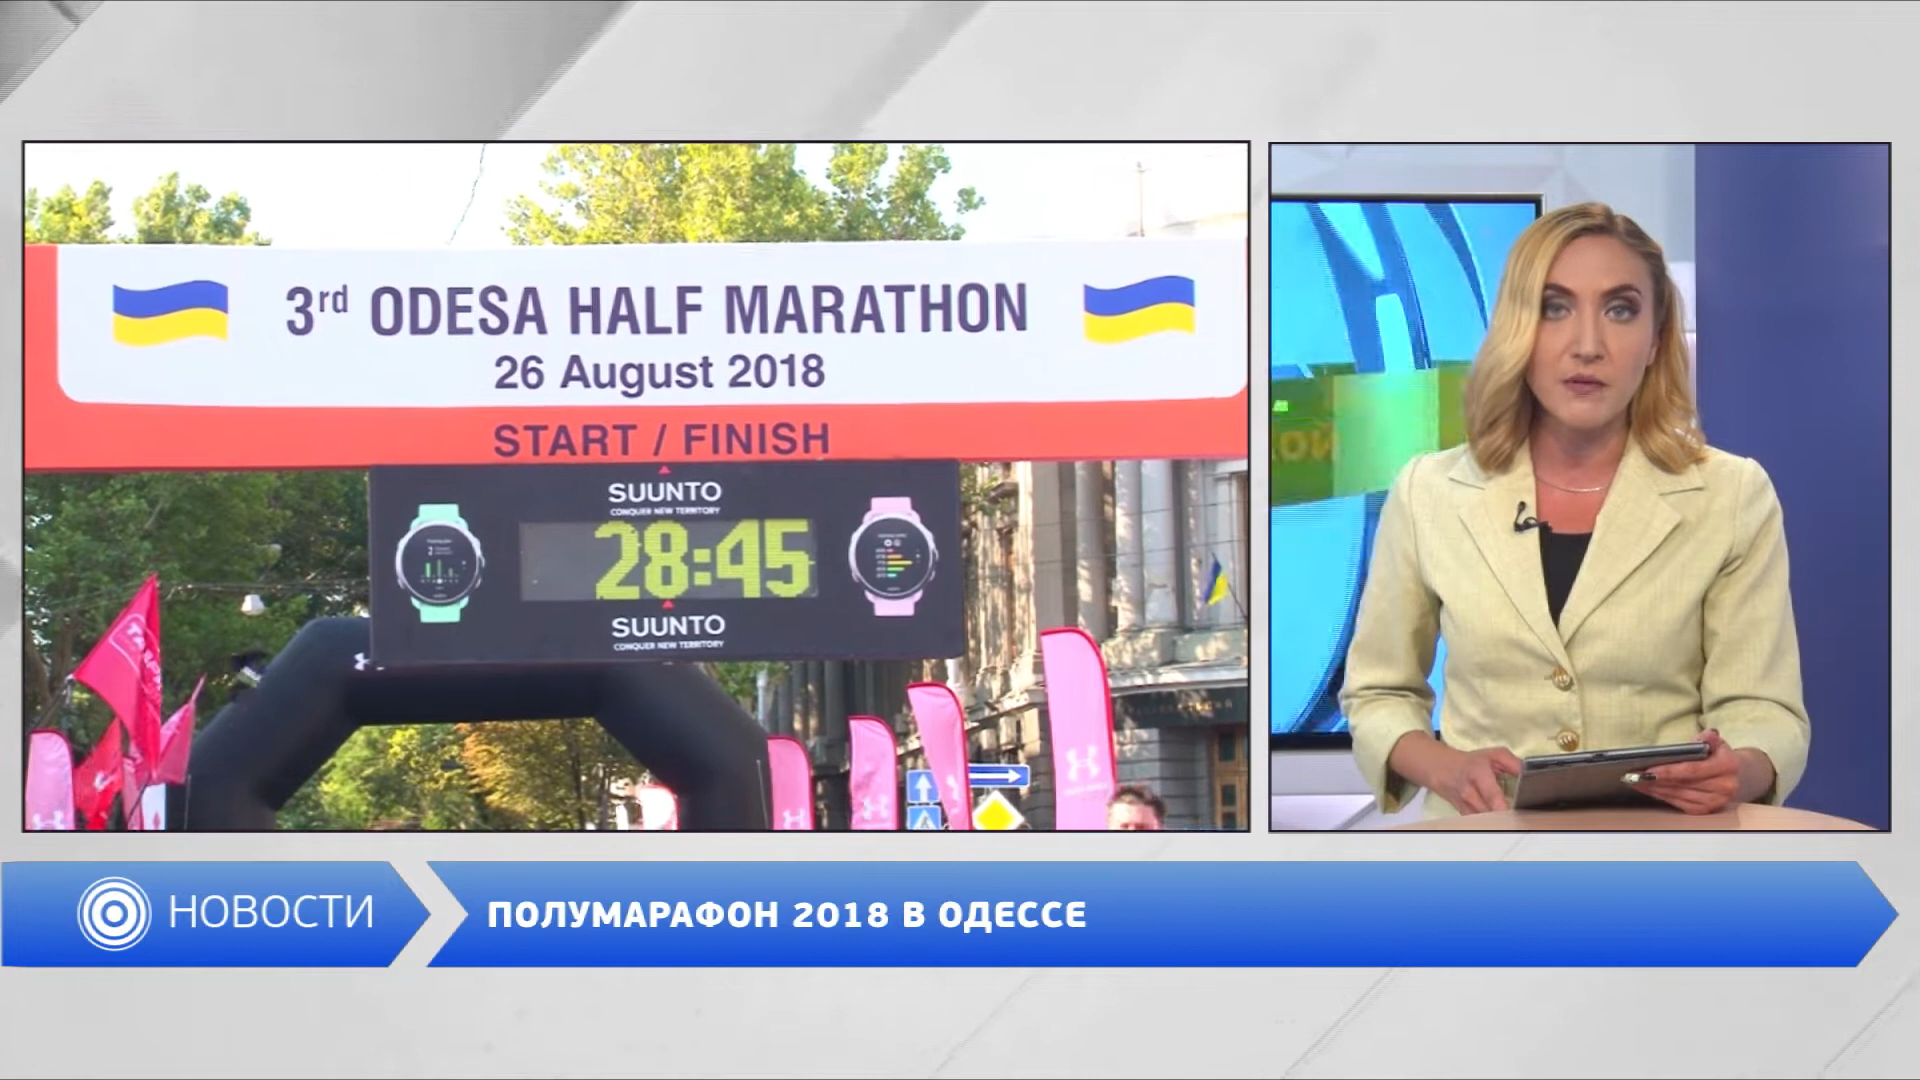 3rd ODESA HALF MARATHON
26 August 2018
START / FINISH
SUUNTO
CONQUER NEW TERRITORY
28:45
SUUNTO
CONQUER NEW TERRITORY
НОВОСТИ
ПОЛУМАРАФОН 2018 В ОДЕССЕ